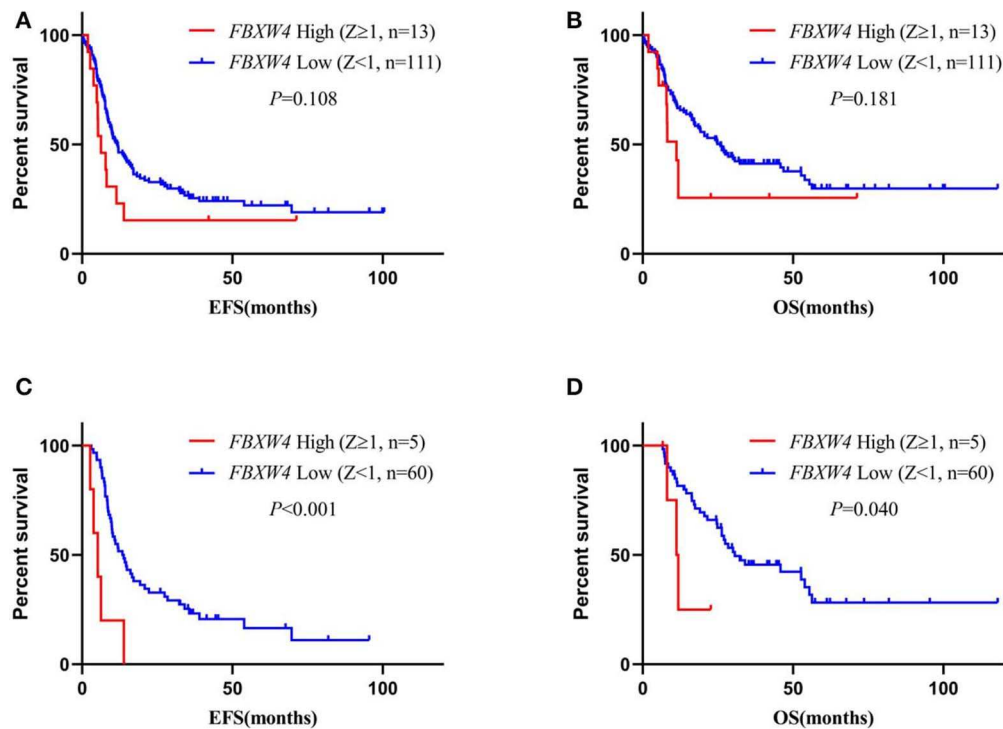 A
FBXW4 High (Z≥1, n=13)
FBXW4 Low (Z<1, n=111)
P=0.108
Percent survival
100
50
0
0 50 100
EFS(months)
B
FBXW4 High (Z≥1, n=13)
FBXW4 Low (Z<1, n=111)
P=0.181
Percent survival
100
50
0
0 50 100
OS(months)
C
FBXW4 High (Z≥1, n=5)
FBXW4 Low (Z<1, n=60)
P<0.001
Percent survival
100
50
0
0 50 100
EFS(months)
D
FBXW4 High (Z≥1, n=5)
FBXW4 Low (Z<1, n=60)
P=0.040
Percent survival
100
50
0
0 50 100
OS(months)